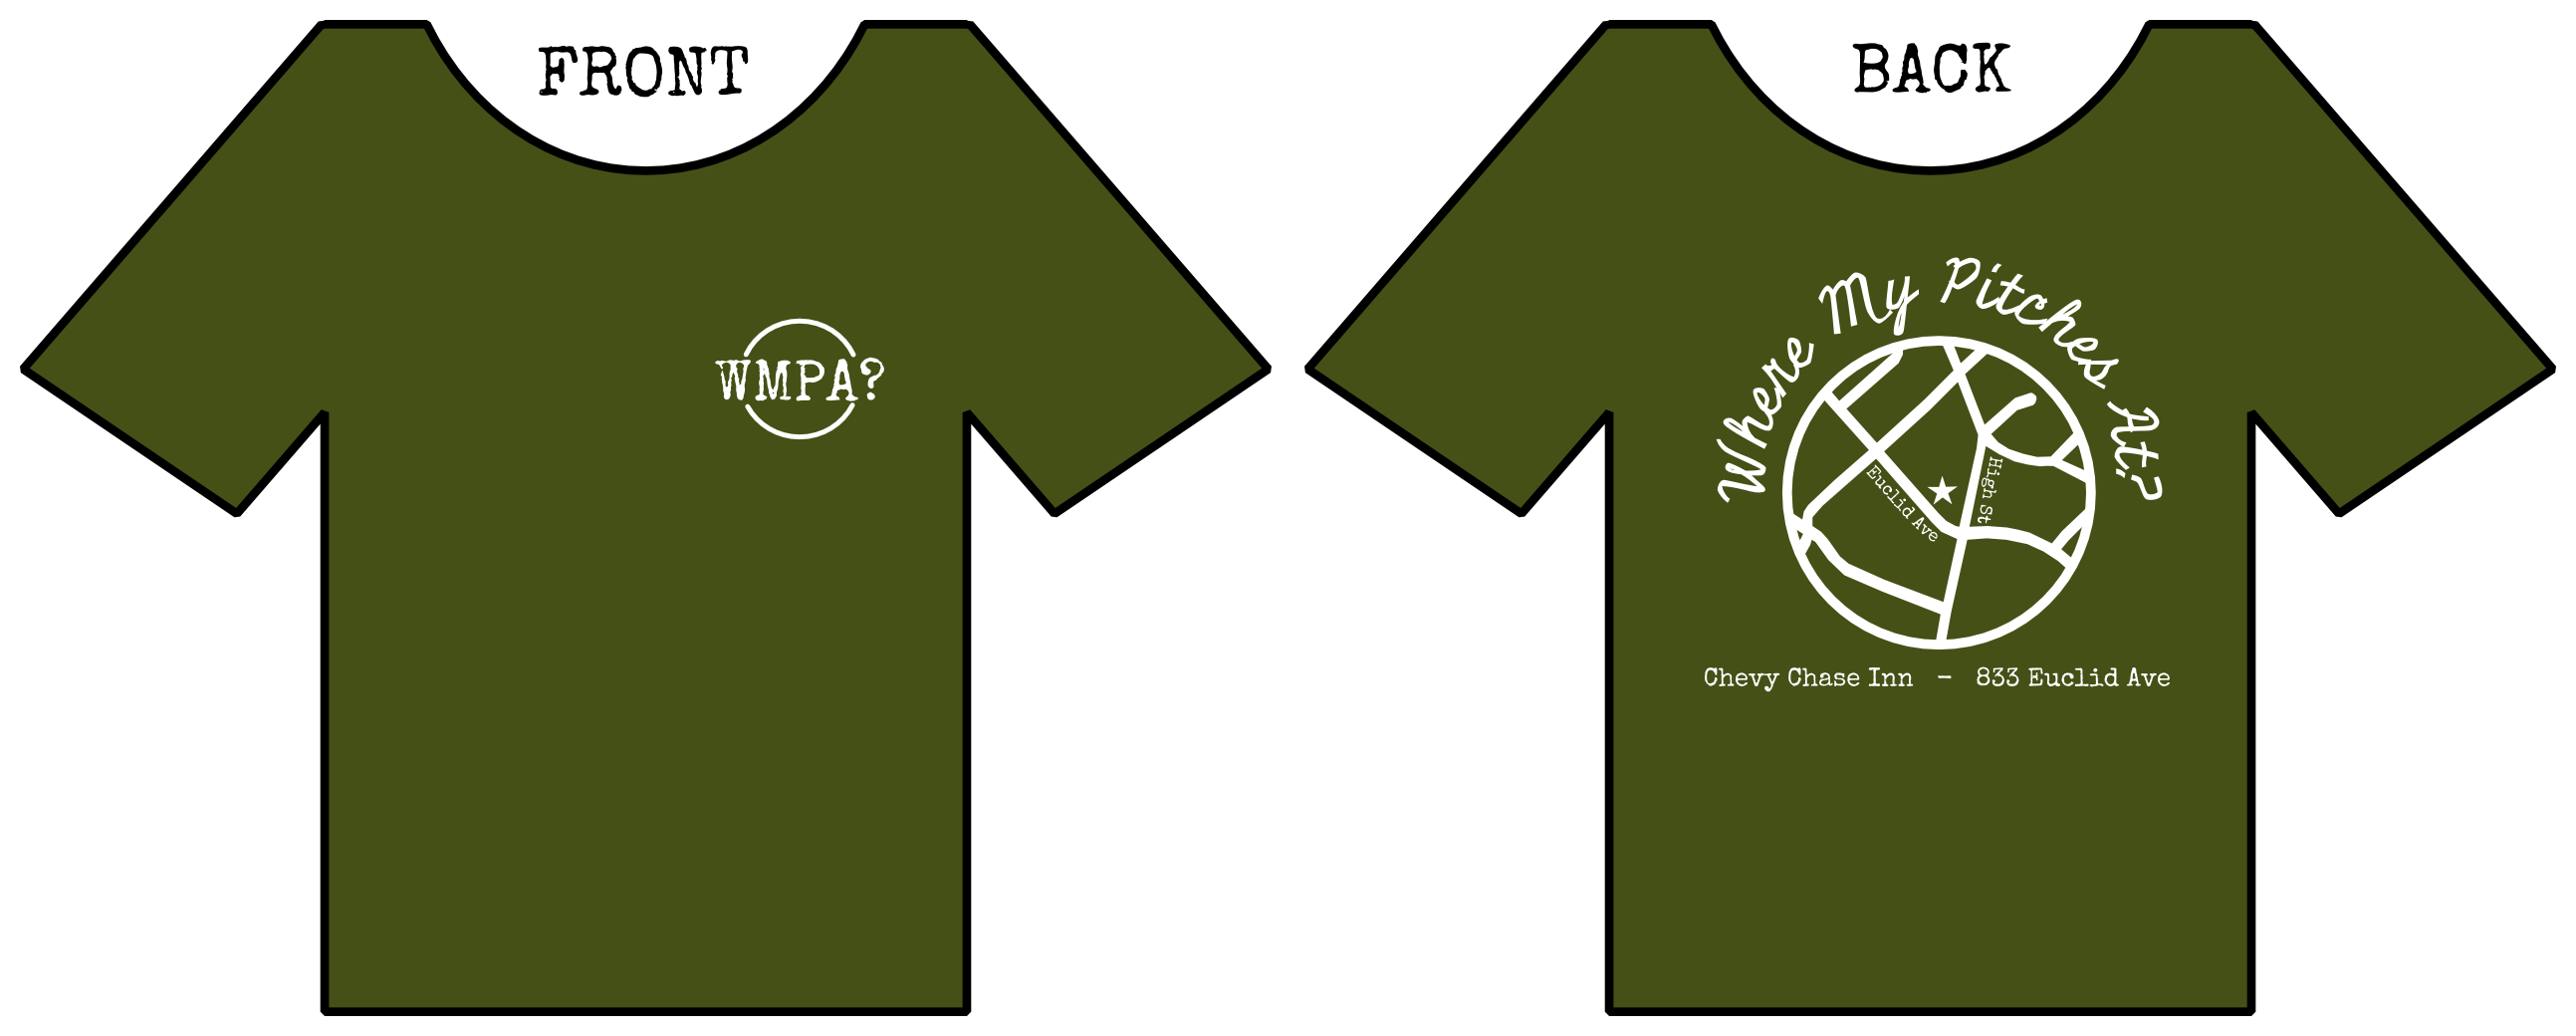 FRONT
WMPA?
BACK
Where My Pitches At?
Euclid Ave
High St
Chevy Chase Inn - 833 Euclid Ave